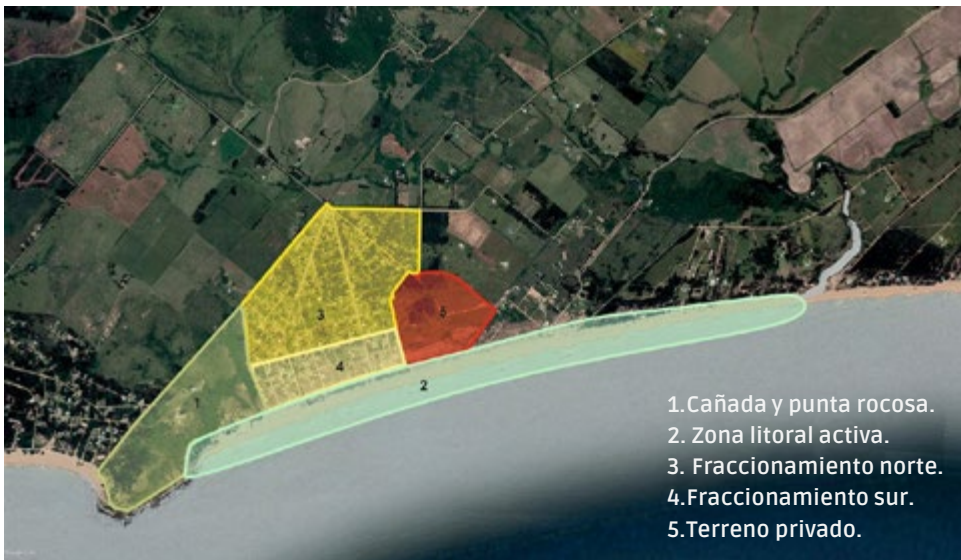 3
5
4
1
2
1.Cañada y punta rocosa.
2. Zona litoral activa.
3. Fraccionamiento norte.
4.Fraccionamiento sur.
5.Terreno privado.